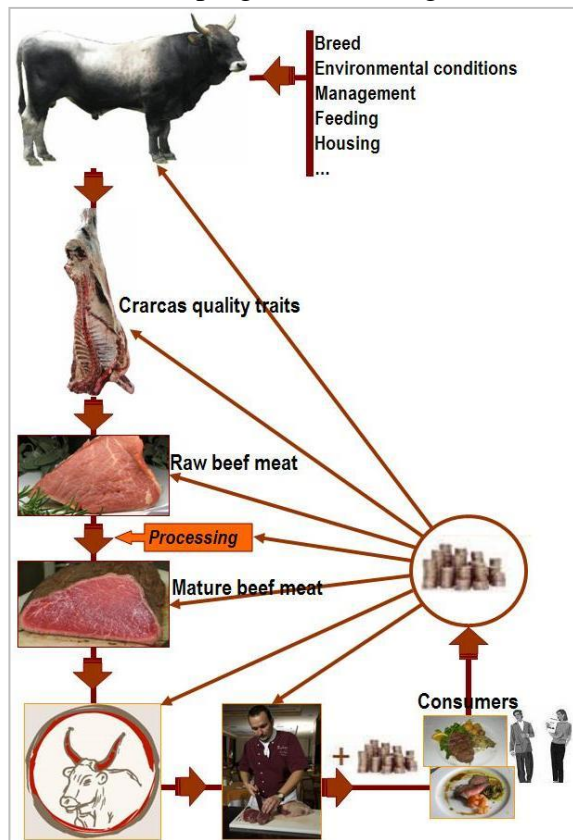 Breed
Environmental conditions
Management
Feeding
Housing
...
Crarcas quality traits
Raw beef meat
Processing
Mature beef meat
Consumers
+